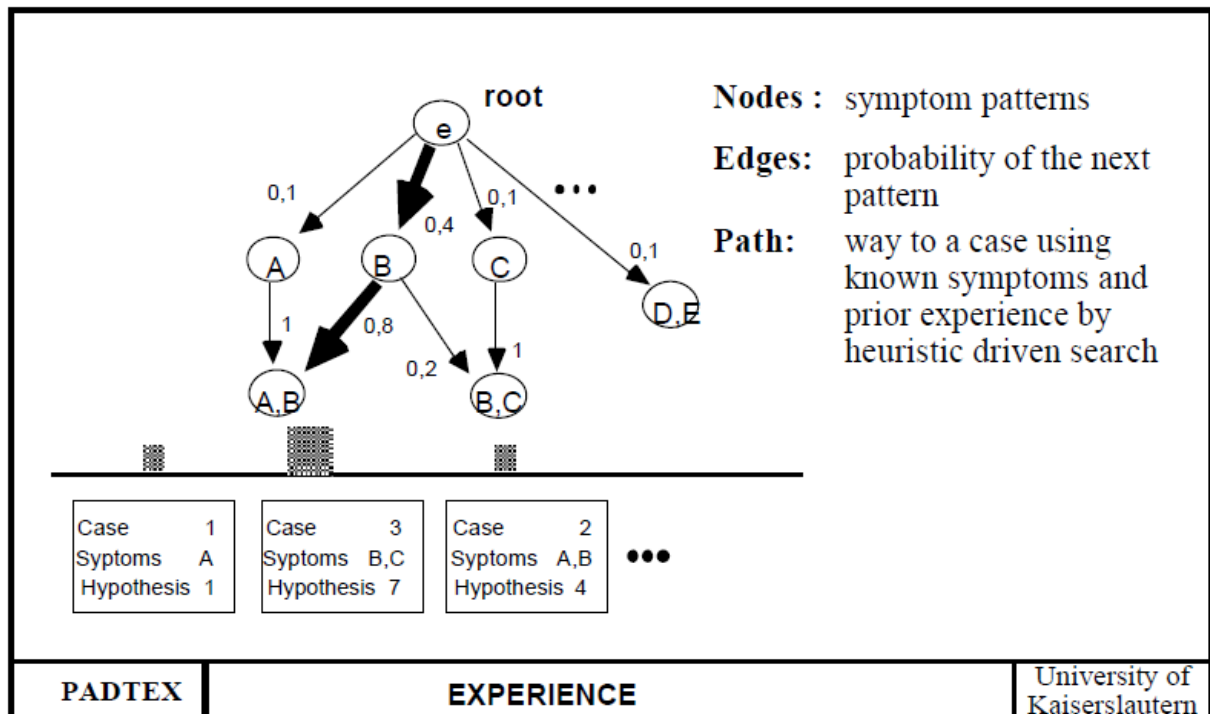 root
e
0,1
0,4
0,1
•••
0,1
A
B
C
D,E
1
0,8
0,2
1
A,B
B,C
Nodes : symptom patterns
Edges: probability of the next
pattern
Path: way to a case using
known symptoms and
prior experience by
heuristic driven search
Case 1
Syptoms A
Hypothesis 1
Case 3
Syptoms B,C
Hypothesis 7
Case 2
Syptoms A,B
Hypothesis 4
•••
PADTEX
EXPERIENCE
University of
Kaiserslautern